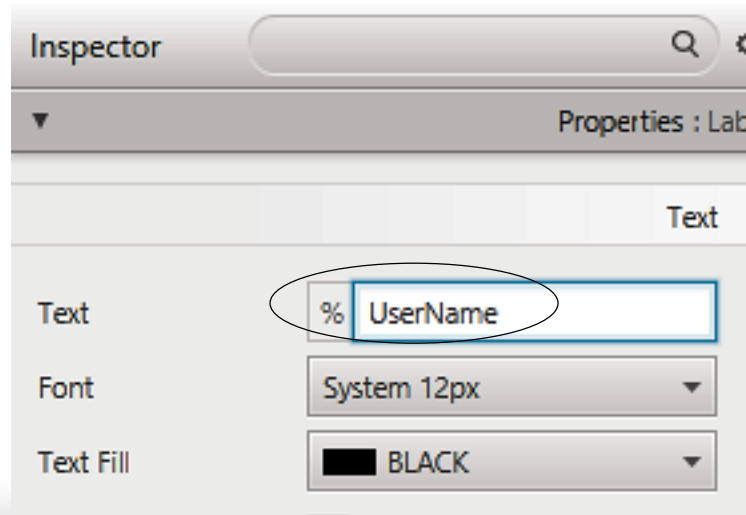 Inspector
Properties : Lab
Text
Text % UserName
Font System 12px
Text Fill BLACK